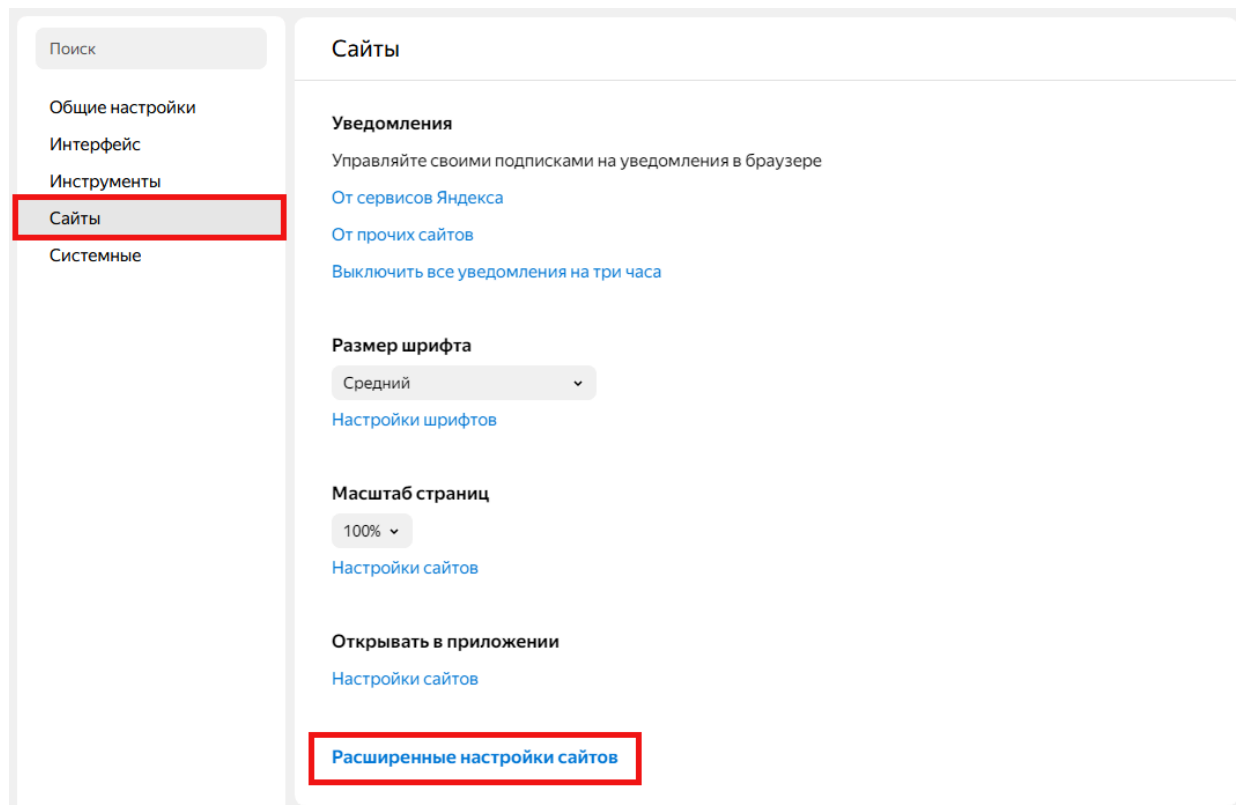 Поиск
Общие настройки
Интерфейс
Инструменты
Сайты
Системные
Сайты
Уведомления
Управляйте своими подписками на уведомления в браузере
От сервисов Яндекса
От прочих сайтов
Выключить все уведомления на три часа
Размер шрифта
Средний
Настройки шрифтов
Масштаб страниц
100%
Настройки сайтов
Открывать в приложении
Настройки сайтов
Расширенные настройки сайтов